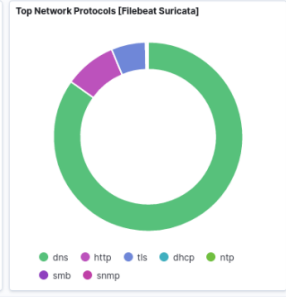 Top Network Protocols [Filebeat Suricata]
dns http tls dhcp ntp
smb snmp